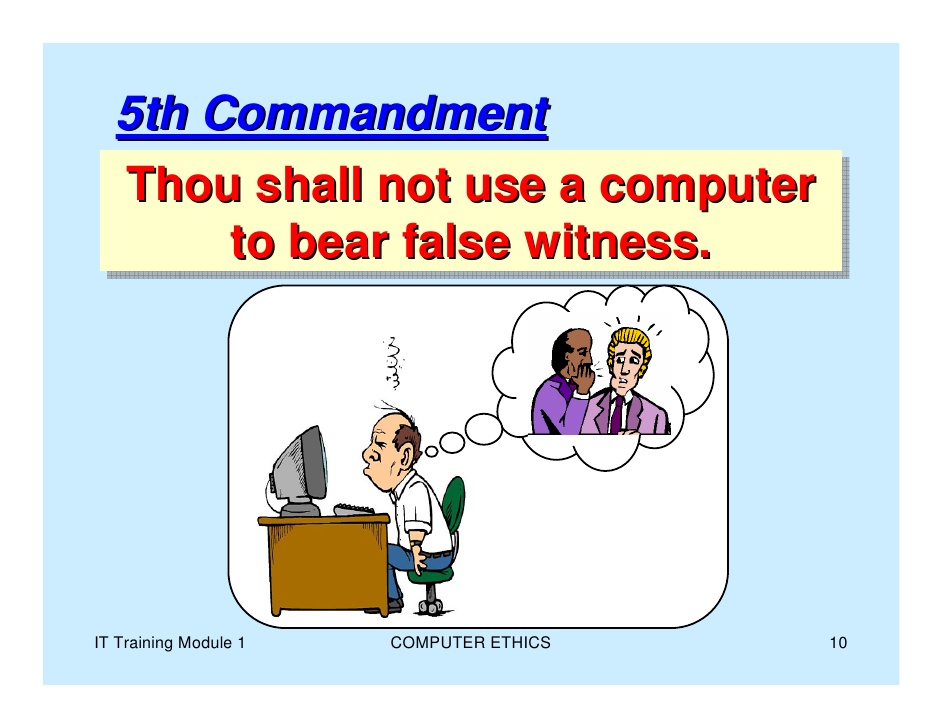 5th Commandment
Thou shall not use a computer
to bear false witness.
IT Training Module 1
COMPUTER ETHICS
10